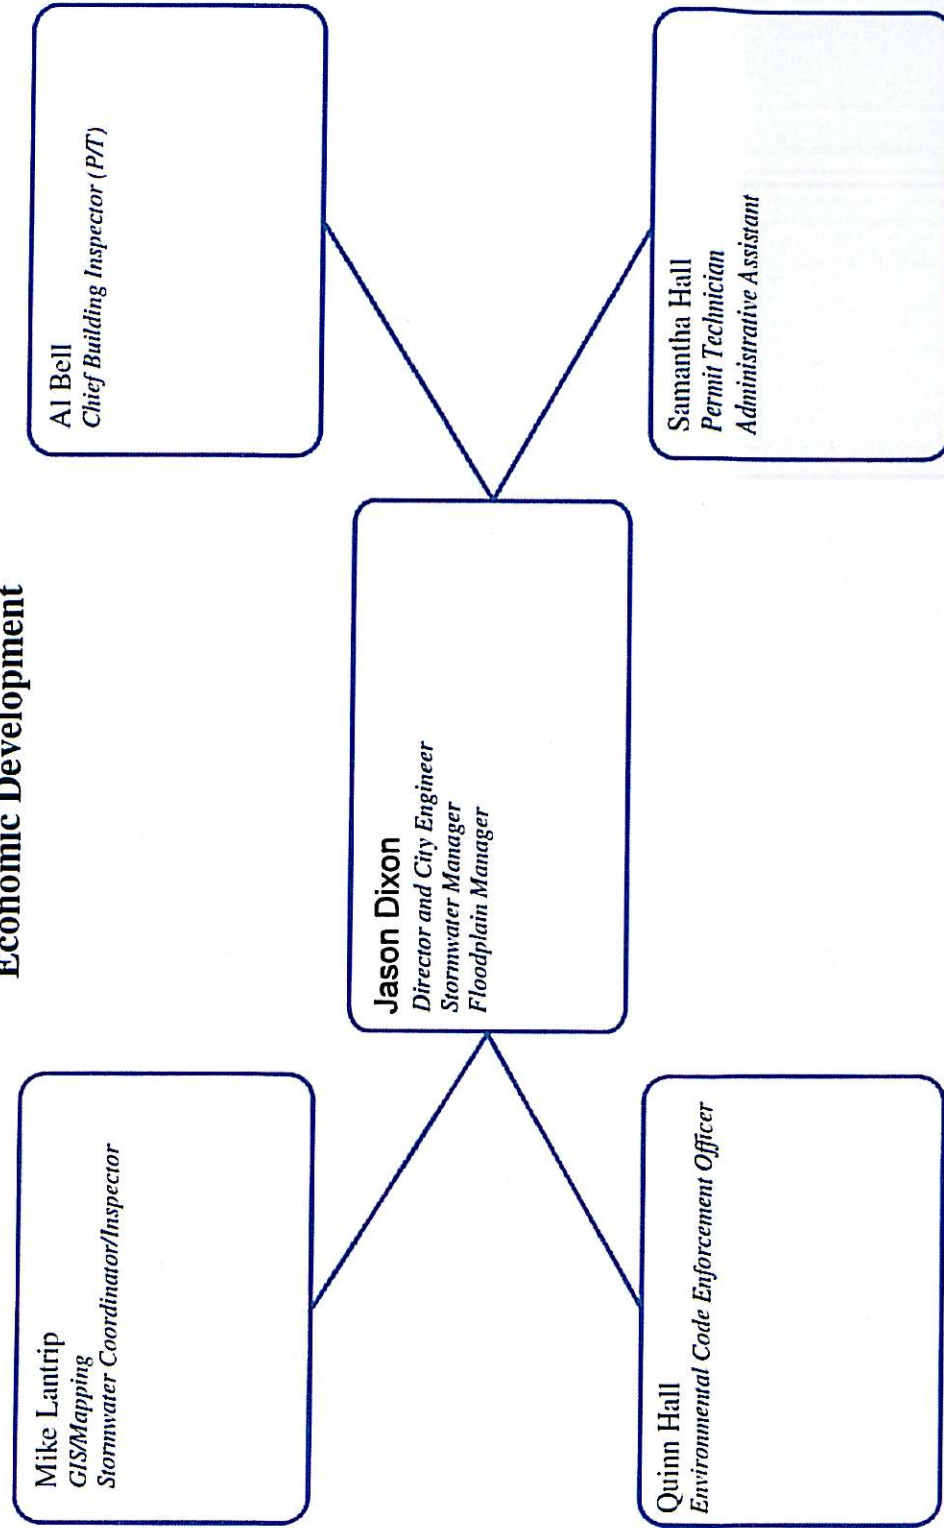 Economic Development
Mike Lantrip
GIS/Mapping
Stormwater Coordinator/Inspector
Al Bell
Chief Building Inspector (P/T)
Jason Dixon
Director and City Engineer
Stormwater Manager
Floodplain Manager
Quinn Hall
Environmental Code Enforcement Officer
Samantha Hall
Permit Technician
Administrative Assistant